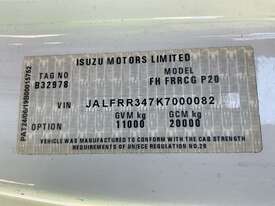 ISUZU MOTORS LIMITED
TAG NO MODEL
B32978 FH FRRCG P20
VIN JALFRR347K7000082
GVM kg GCM kg
OPTION 11000 20000
VEHICLE WAS MANUFACTURED TO CONFORM WITH THE CAB STRENGTH
REQUIREMENTS OF UN/ECE REGULATION NO.29